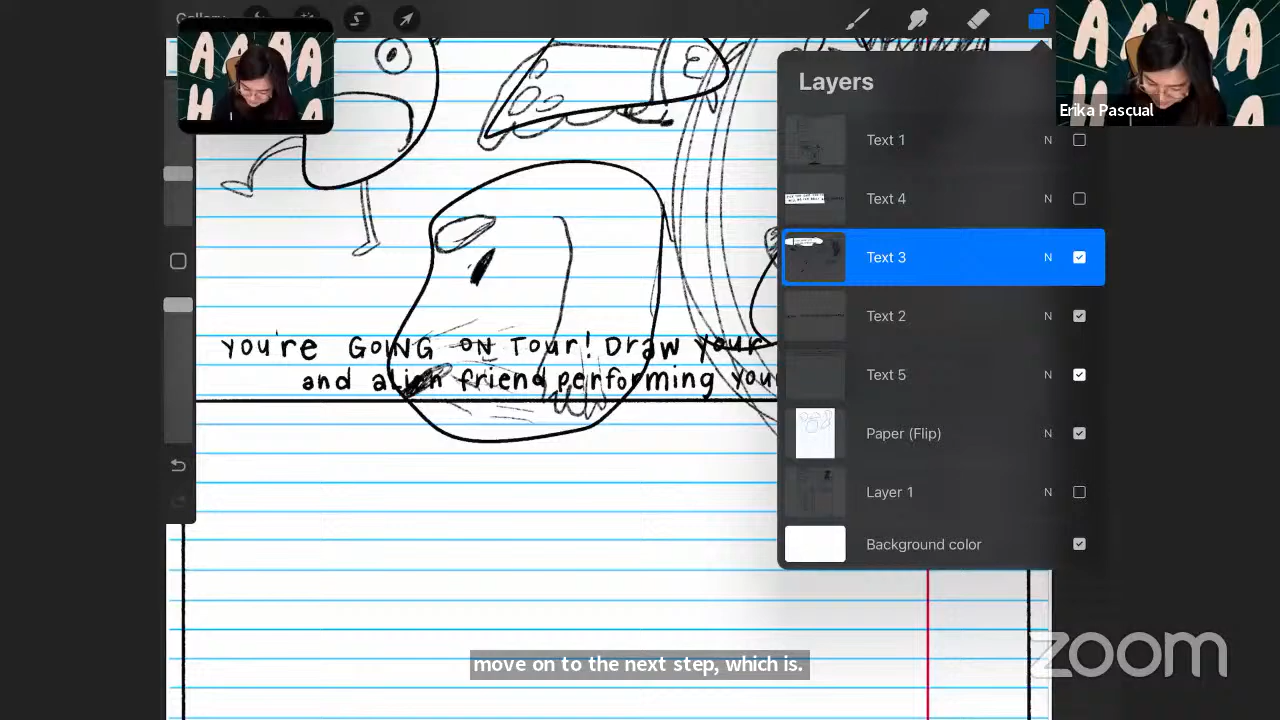 Gallery
A A A A A
A A A A A
H
H
Erika Pascual
Layers
Text 1 N
Text 4 N
Text 3 N
Text 2 N
Text 5 N
Paper (Flip) N
Layer 1 N
Background color
You're GOING ON Tour! Draw Your
and alien friend performing you
move on to the next step, which is.
zoom